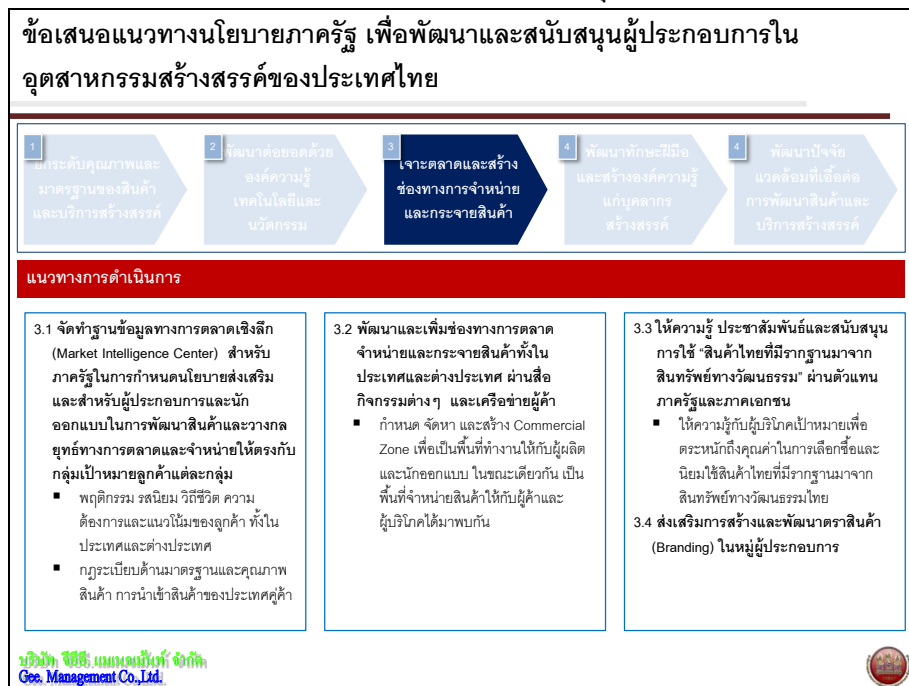 ข้อเสนอแนวทางนโยบายภาครัฐ เพื่อพัฒนาและสนับสนุนผู้ประกอบการใน
อุตสาหกรรมสร้างสรรค์ของประเทศไทย
1
ยกระดับคุณภาพและ
มาตรฐานของสินค้า
และบริการสร้างสรรค์
2
พัฒนาต่อยอดด้วย
องค์ความรู้
เทคโนโลยีและ
นวัตกรรม
3
เจาะตลาดและสร้าง
ช่องทางการจำหน่าย
และกระจายสินค้า
4
พัฒนาทักษะฝีมือ
และสร้างองค์ความรู้
แก่บุคลากร
สร้างสรรค์
4
พัฒนาปัจจัย
แวดล้อมที่เอื้อต่อ
การพัฒนาสินค้าและ
บริการสร้างสรรค์
แนวทางการดำเนินการ
3.1 จัดทำฐานข้อมูลทางการตลาดเชิงลึก
(Market Intelligence Center) สำหรับ
ภาครัฐในการกำหนดนโยบายส่งเสริม
และสำหรับผู้ประกอบการและนัก
ออกแบบในการพัฒนาสินค้าและวางกล
ยุทธ์ทางการตลาดและจำหน่ายให้ตรงกับ
กลุ่มเป้าหมายลูกค้าแต่ละกลุ่ม
▪ พฤติกรรม รสนิยม วิถีชีวิต ความ
ต้องการและแนวโน้มของลูกค้า ทั้งใน
ประเทศและต่างประเทศ
▪ กฎระเบียบด้านมาตรฐานและคุณภาพ
สินค้า การนำเข้าสินค้าของประเทศคู่ค้า
3.2 พัฒนาและเพิ่มช่องทางการตลาด
จำหน่ายและกระจายสินค้าทั้งใน
ประเทศและต่างประเทศ ผ่านสื่อ
กิจกรรมต่างๆ และเครือข่ายผู้ค้า
▪ กำหนด จัดหา และสร้าง Commercial
Zone เพื่อเป็นพื้นที่ทำงานให้กับผู้ผลิต
และนักออกแบบ ในขณะเดียวกัน เป็น
พื้นที่จำหน่ายสินค้าให้กับผู้ค้าและ
ผู้บริโภคได้มาพบกัน
3.3 ให้ความรู้ ประชาสัมพันธ์และสนับสนุน
การใช้ “สินค้าไทยที่มีรากฐานมาจาก
สินทรัพย์ทางวัฒนธรรม” ผ่านตัวแทน
ภาครัฐและภาคเอกชน
▪ ให้ความรู้กับผู้บริโภคเป้าหมายเพื่อ
ตระหนักถึงคุณค่าในการเลือกซื้อและ
นิยมใช้สินค้าไทยที่มีรากฐานมาจาก
สินทรัพย์ทางวัฒนธรรมไทย
3.4 ส่งเสริมการสร้างและพัฒนาตราสินค้า
(Branding) ในหมู่ผู้ประกอบการ
บริษัท จีอีอี. แมเนจเม้นท์ จำกัด
Gee. Management Co.,Ltd.